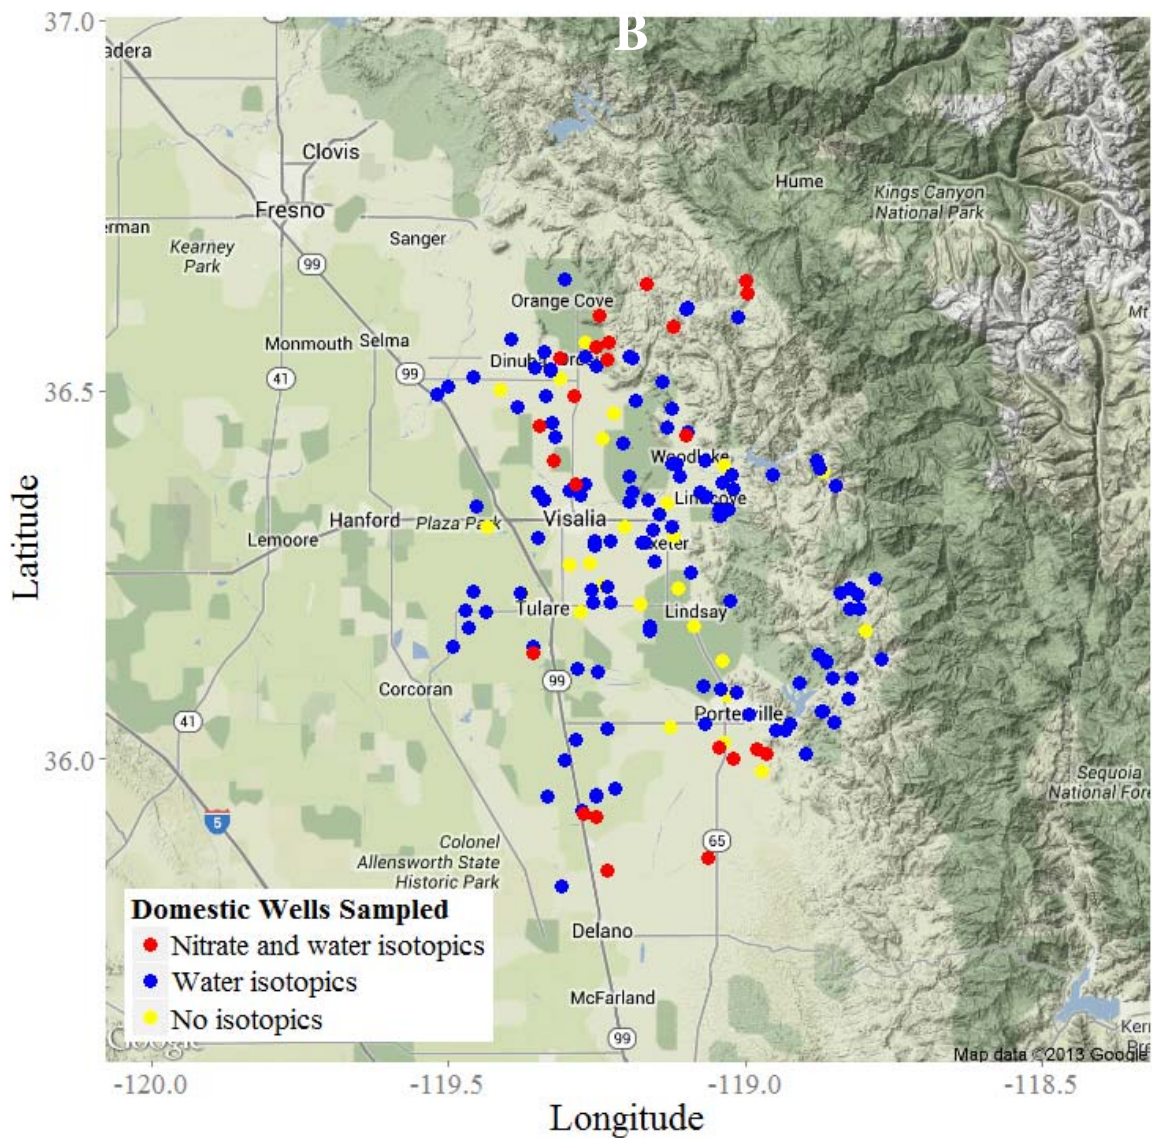 B
37.0
36.5
36.0
Latitude
adera
Clovis
Fresno
Hume
Kings Canyon
National Park
erman
Kearney
Park
Sanger
99
Orange Cove
Monmouth
Selma
Mt
41
99
Dinuba
Woodlake
Lindcove
Hanford
Plaza Park
Visalia
Lemoore
Exeter
Tulare
Lindsay
Corcoran
99
41
Porterville
5
Sequoia
National Fore
Colonel
Allensworth State
Historic Park
65
Delano
McFarland
99
Domestic Wells Sampled
Nitrate and water isotopics
Water isotopics
No isotopics
Google
Ker
Bre
Map data ©2013 Google
-120.0
-119.5
-119.0
-118.5
Longitude